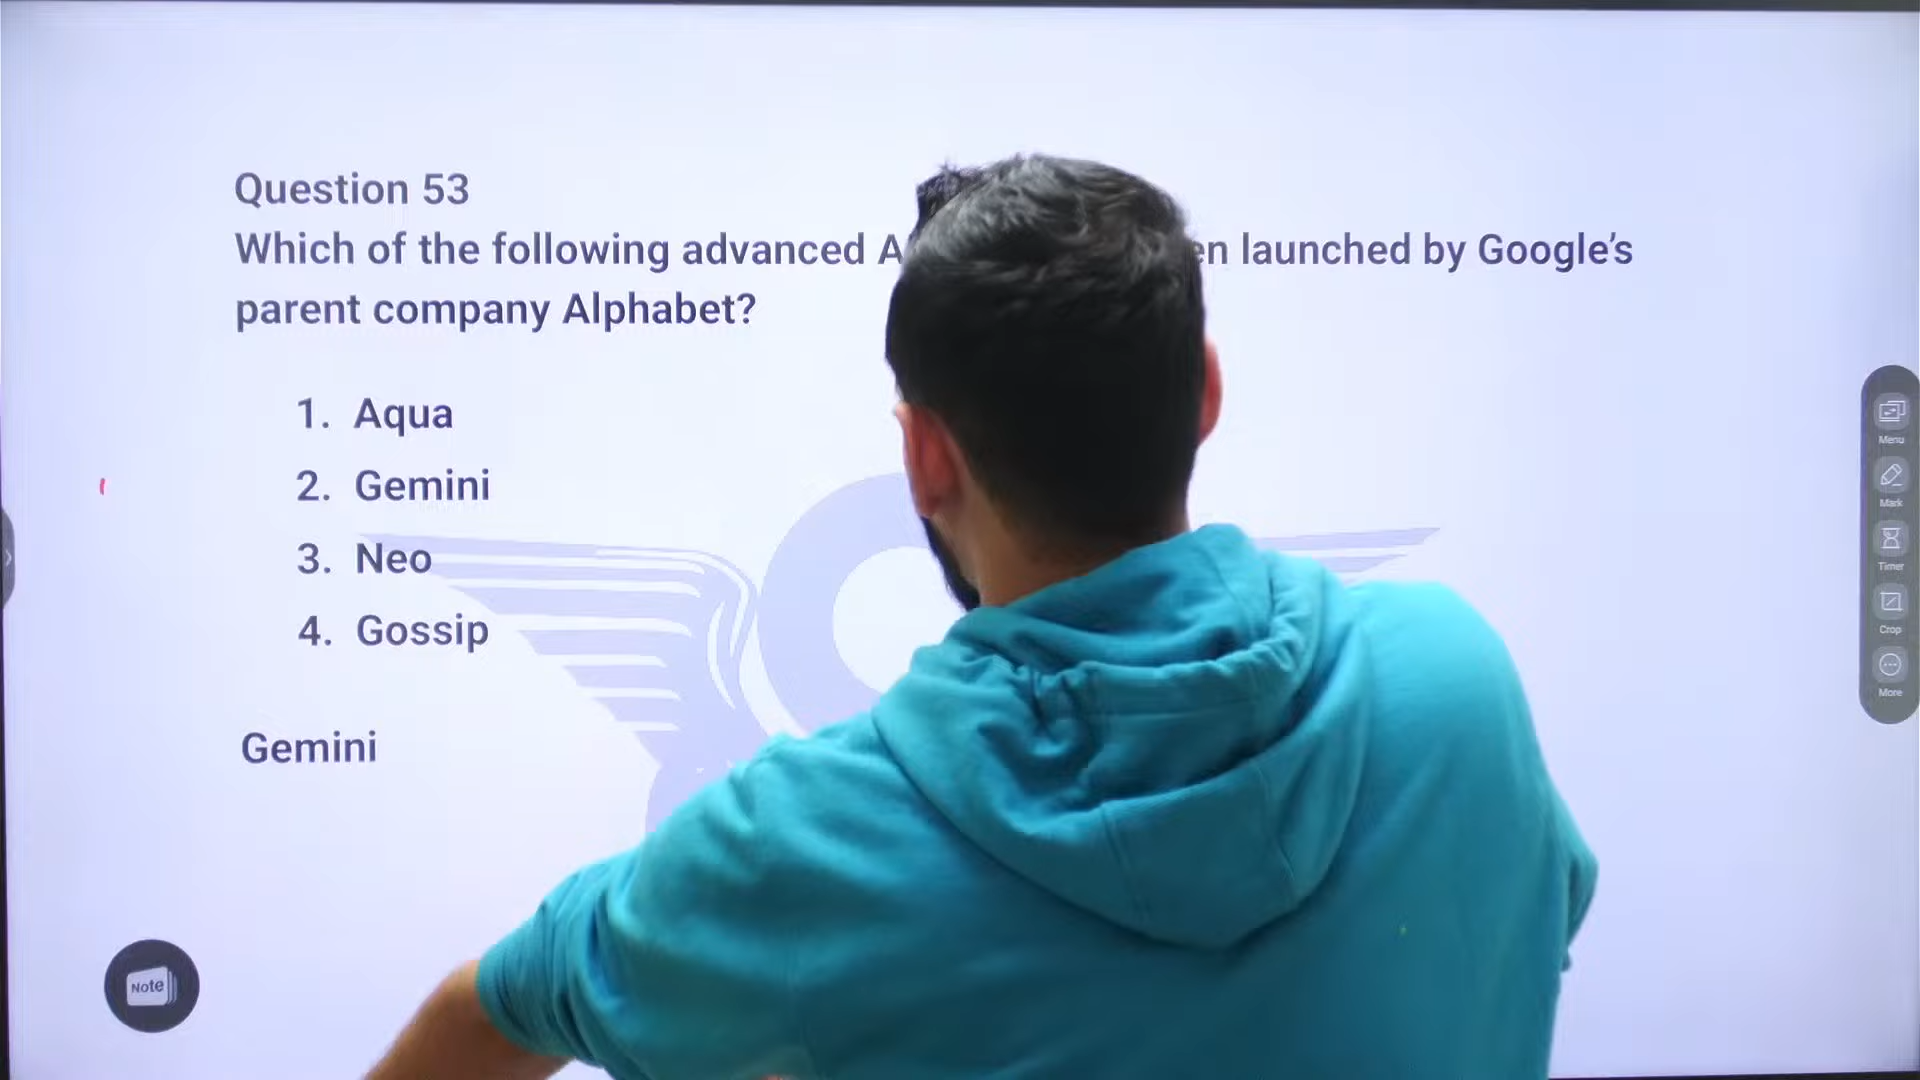 Question 53
Which of the following advanced launched by Google's
parent company Alphabet?
1. Aqua
2. Gemini
3. Neo
4. Gossip
Gemini
Note
Menu
Mark
Timer
Crop
More